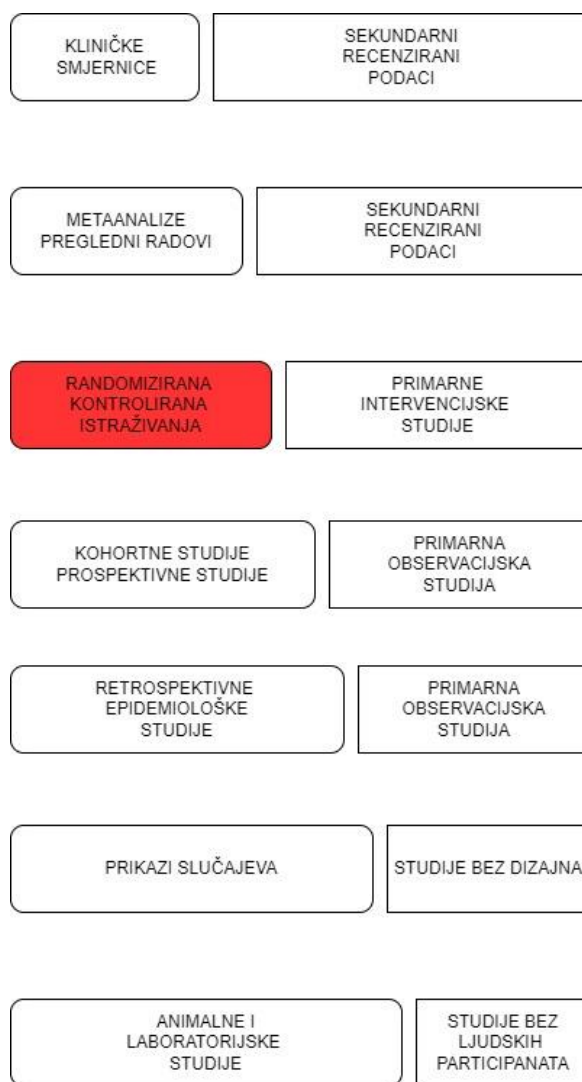 KLINIČKE
SMJERNICE
SEKUNDARNI
RECENZIRANI
PODACI
METAANALIZE
PREGLEDNI RADOVI
SEKUNDARNI
RECENZIRANI
PODACI
RANDOMIZIRANA
KONTROLIRANA
ISTRAŽIVANJA
PRIMARNE
INTERVENCIJSKE
STUDIJE
KOHORTNE STUDIJE
PROSPEKTIVNE STUDIJE
PRIMARNA
OBSERVACIJSKA
STUDIJA
RETROSPEKTIVNE
EPIDEMIOLOŠKE
STUDIJE
PRIMARNA
OBSERVACIJSKA
STUDIJA
PRIKAZI SLUČAJEVA
STUDIJE BEZ DIZAJNA
ANIMALNE I
LABORATORIJSKE
STUDIJE
STUDIJE BEZ
LJUDSKIH
PARTICIPANATA